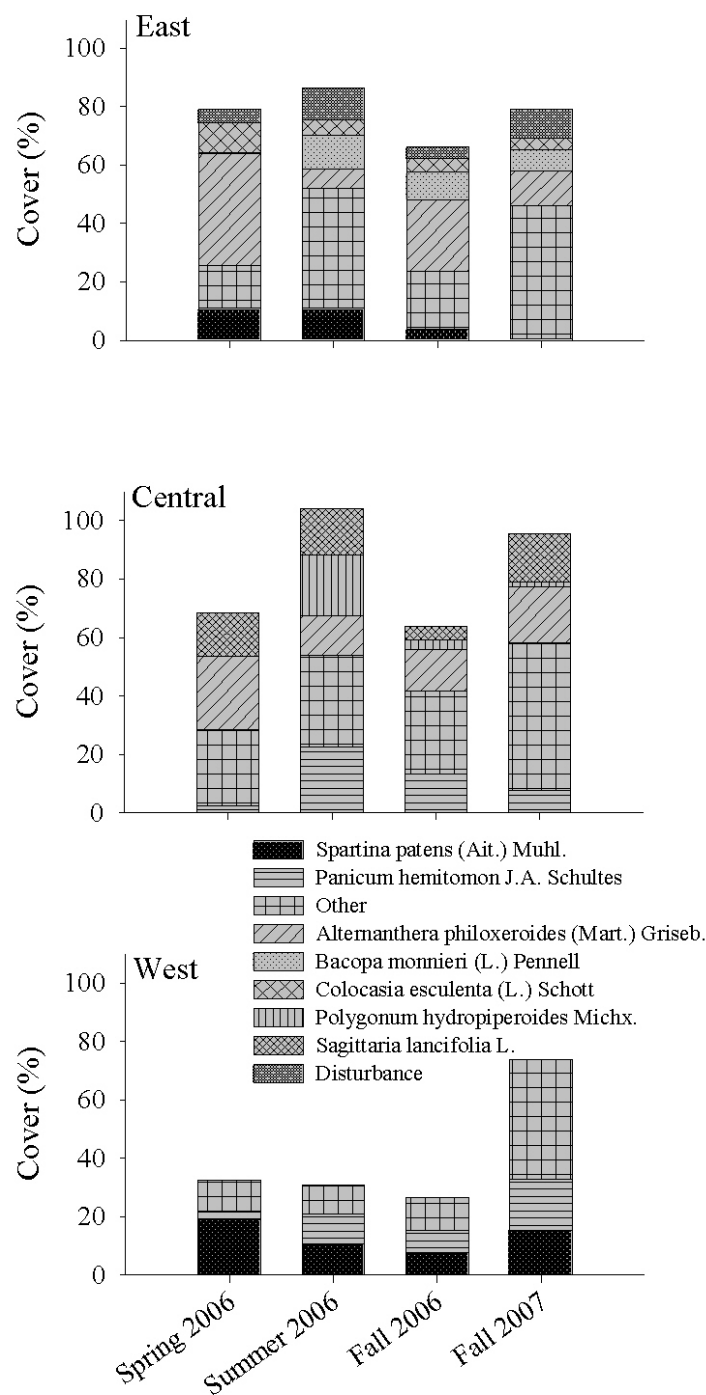 East
100
80
60
40
20
0
Cover (%)
Central
100
80
60
40
20
0
Cover (%)
Spartina patens (Ait.) Muhl.
Panicum hemitomon J.A. Schultes
Other
Alternanthera philoxeroides (Mart.) Griseb.
Bacopa monnieri (L.) Pennell
Colocasia esculenta (L.) Schott
Polygonum hydropiperoides Michx.
Sagittaria lancifolia L.
Disturbance
West
80
60
40
20
0
Cover (%)
Spring 2006
Summer 2006
Fall 2006
Fall 2007